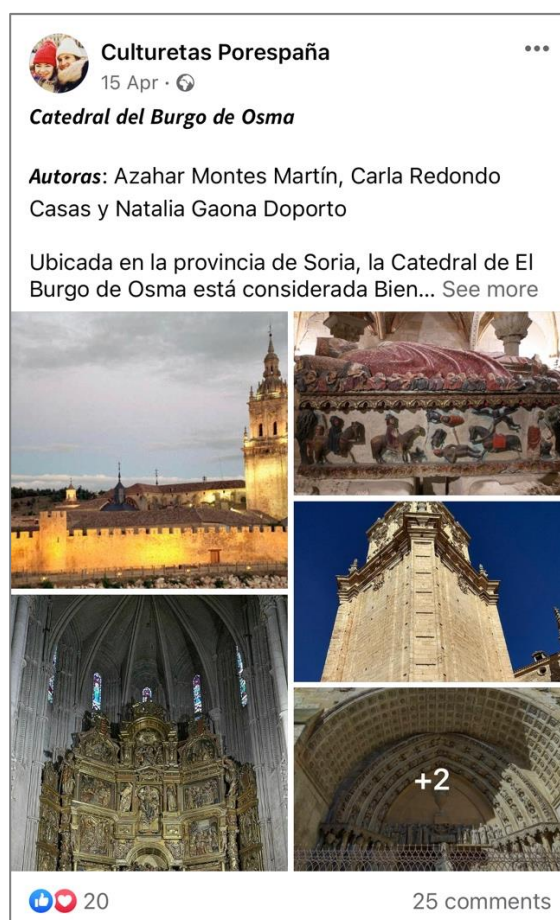 Culturetas Porespaña
15 Apr ·
Catedral del Burgo de Osma
Autoras: Azahar Montes Martín, Carla Redondo
Casas y Natalia Gaona Doporto
Ubicada en la provincia de Soria, la Catedral de El
Burgo de Osma está considerada Bien... See more
+2
20
25 comments